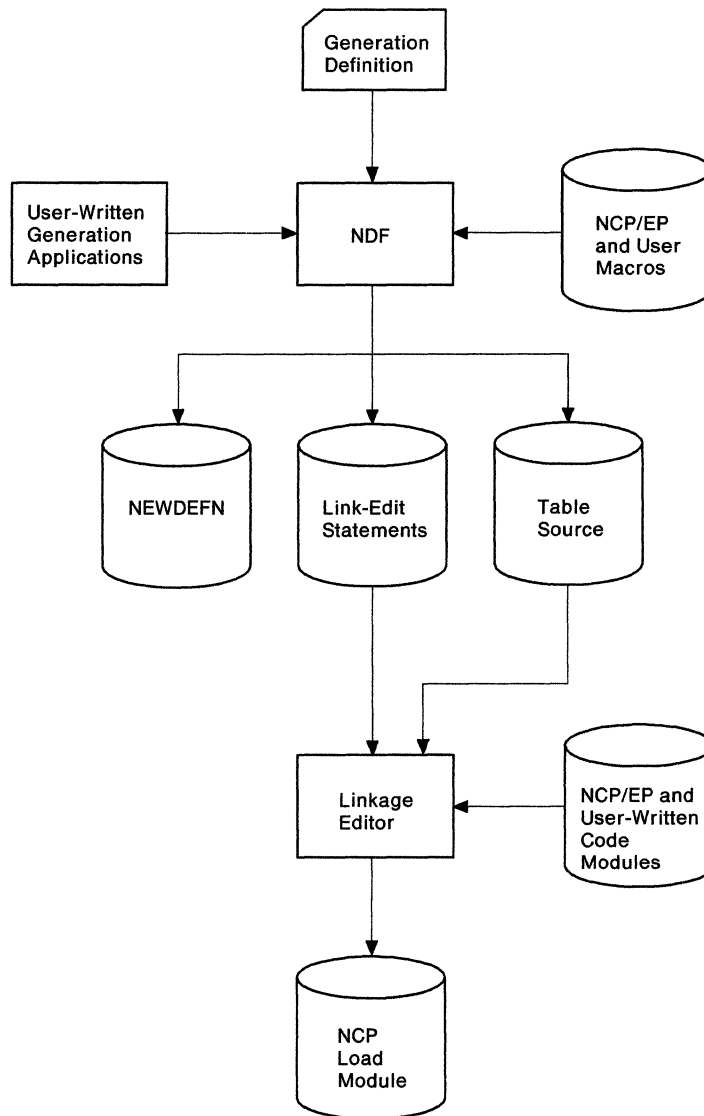 Generation
Definition
User-Written
Generation
Applications
NDF
NCP/EP
and User
Macros
NEWDEFN
Link-Edit
Statements
Table
Source
Linkage
Editor
NCP/EP and
User-Written
Code
Modules
NCP
Load
Module